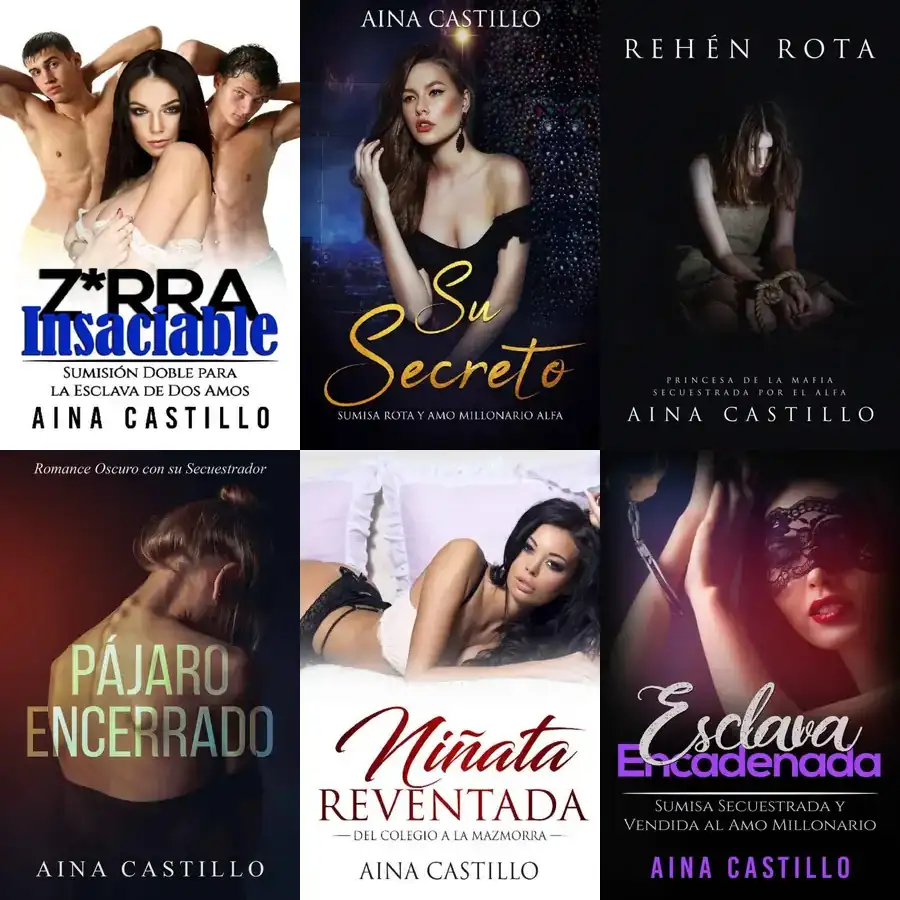 Z*RRA
Insaciable
SUMISIÓN DOBLE PARA
LA ESCLAVA DE DOS AMOS
AINA CASTILLO
AINA CASTILLO
Su
Secreto
SUMISA ROTA Y AMO MILLONARIO ALFA
REHÉN ROTA
PRINCESA DE LA MAFIA
SECUESTRADA POR EL ALFA
AINA CASTILLO
Romance Oscuro con su Secuestrador
PÁJARO
ENCERRADO
AINA CASTILLO
Niñata
REVENTADA
DEL COLEGIO A LA MAZMORRA
AINA CASTILLO
Esclava
Encadenada
SUMISA SECUESTRADA Y
VENDIDA AL AMO MILLONARIO
AINA CASTILLO